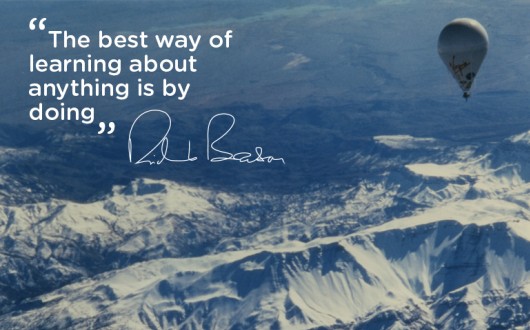 “The best way of
learning about
anything is by
doing”